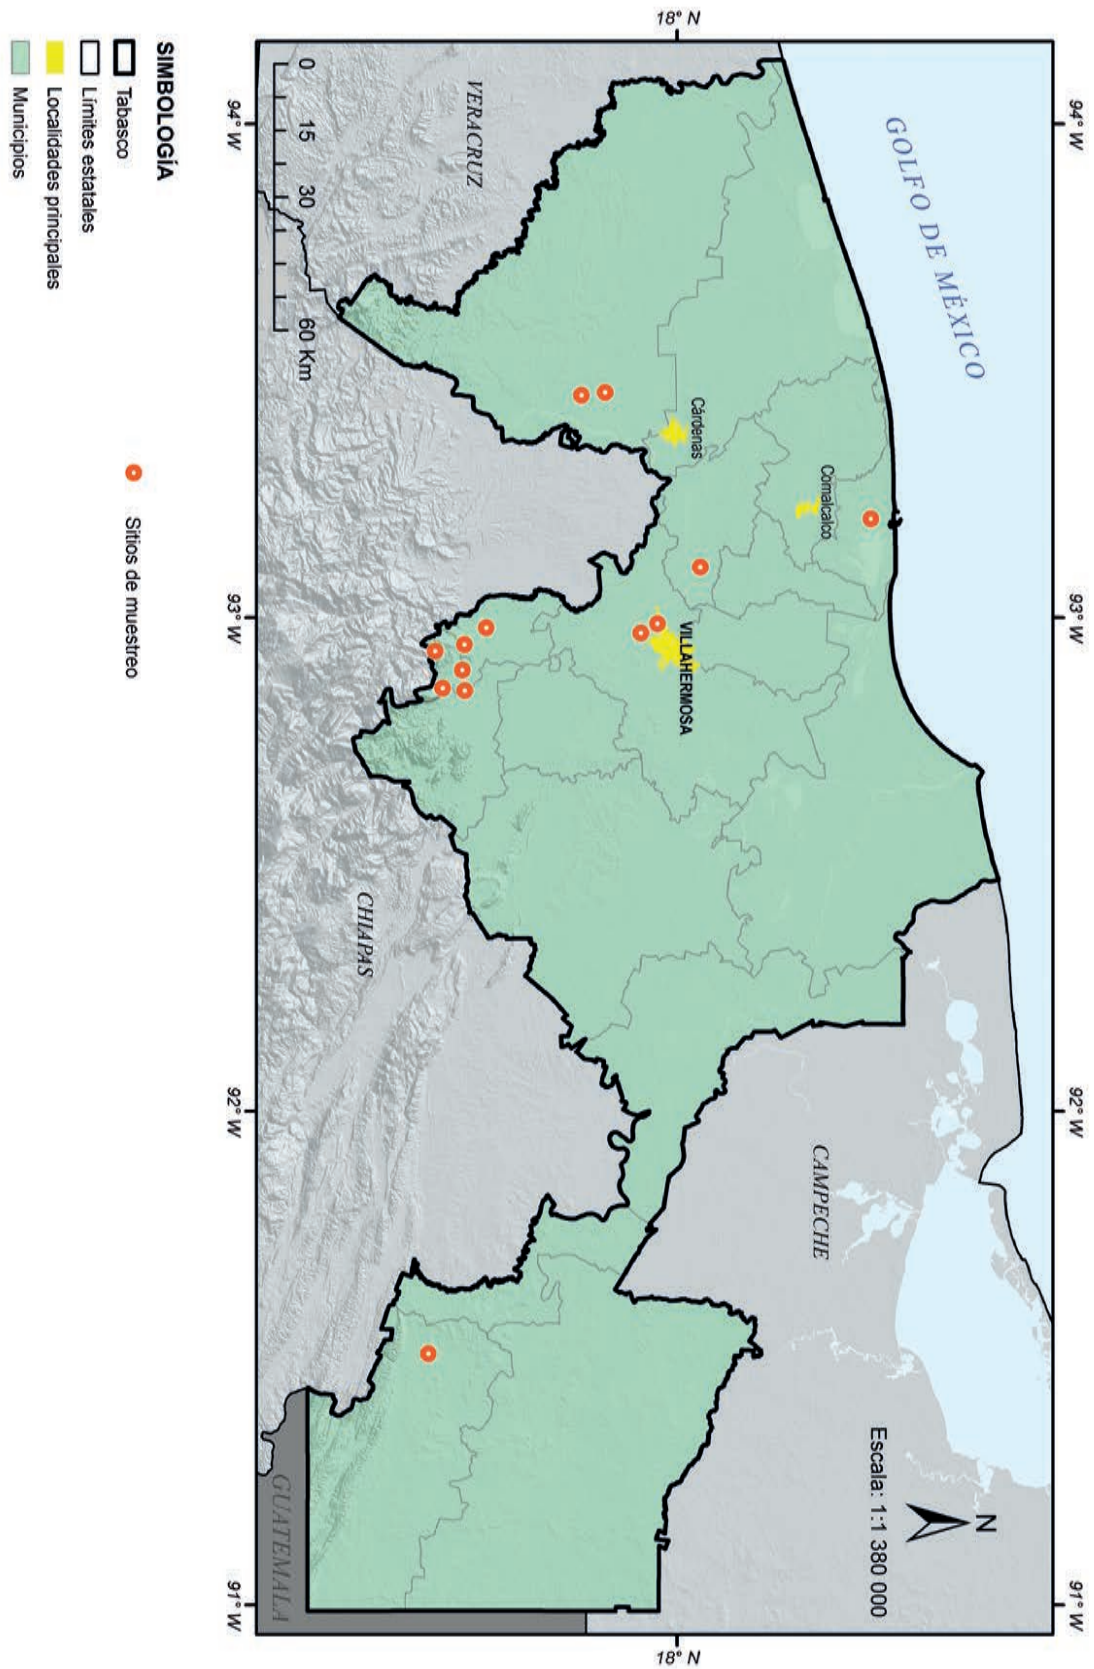 94° W
93° W
92° W
91° W
18° N
GOLFO DE MÉXICO
N
Escala: 1:1 380 000
CAMPECHE
Comalcalco
Cárdenas
VILLAHERMOSA
VERACRUZ
CHIAPAS
GUATEMALA
0 15 30 60 Km
18° N
94° W
93° W
92° W
91° W
SIMBOLOGÍA
Tabasco
Límites estatales
Localidades principales
Municipios
Sitios de muestreo